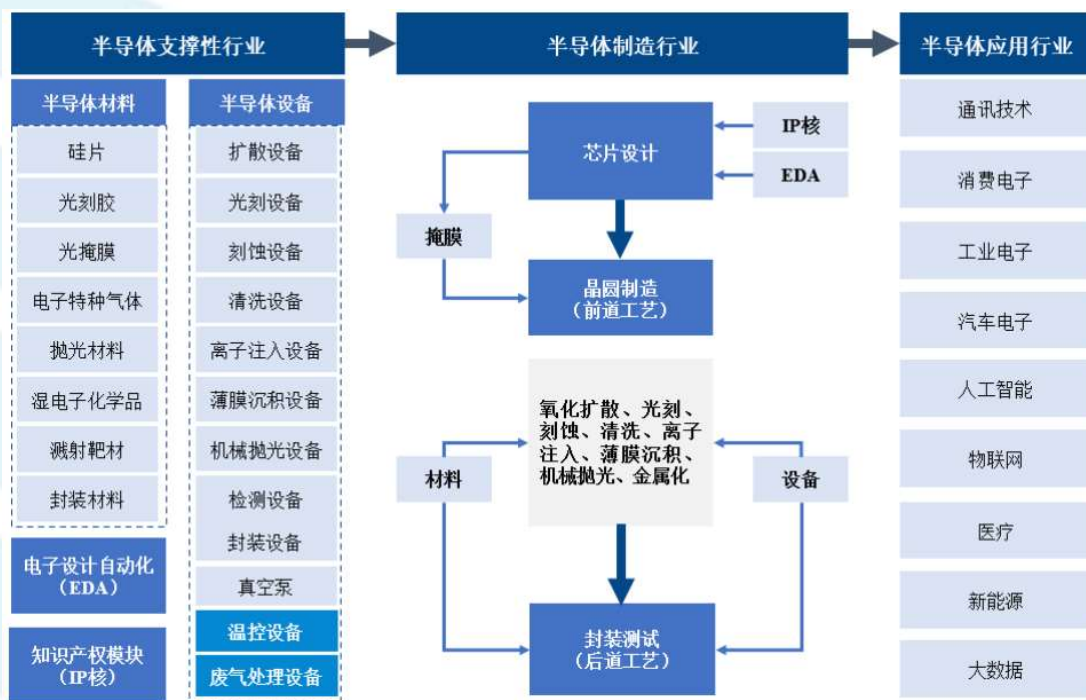 半导体支撑性行业
半导体制造行业
半导体应用行业
半导体材料
硅片
光刻胶
光掩膜
电子特种气体
抛光材料
湿电子化学品
溅射靶材
封装材料
电子设计自动化
（EDA）
知识产权模块
（IP核）
半导体设备
扩散设备
光刻设备
刻蚀设备
清洗设备
离子注入设备
薄膜沉积设备
机械抛光设备
检测设备
封装设备
真空泵
温控设备
废气处理设备
芯片设计
IP核
EDA
掩膜
晶圆制造
（前道工艺）
氧化扩散、光刻、
刻蚀、清洗、离子
注入、薄膜沉积、
机械抛光、金属化
材料
设备
封装测试
（后道工艺）
通讯技术
消费电子
工业电子
汽车电子
人工智能
物联网
医疗
新能源
大数据